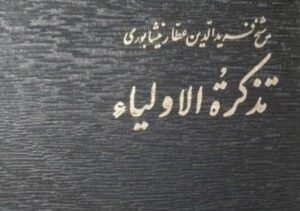 شیخ فریدالدین عطار نیشابوری
تذکرة الاولیاء